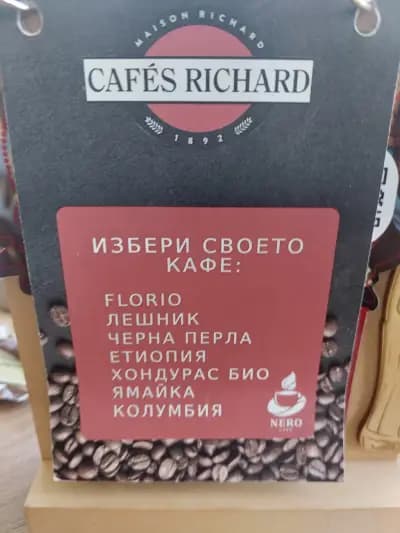 MAISON RICHARD
CAFÉS RICHARD
1892
ИЗБЕРИ СВОЕТО
КАФЕ:
FLORIO
ЛЕШНИК
ЧЕРНА ПЕРЛА
ЕТИОПИЯ
ХОНДУРАС БИО
ЯМАЙКА
КОЛУМБИЯ
NERO